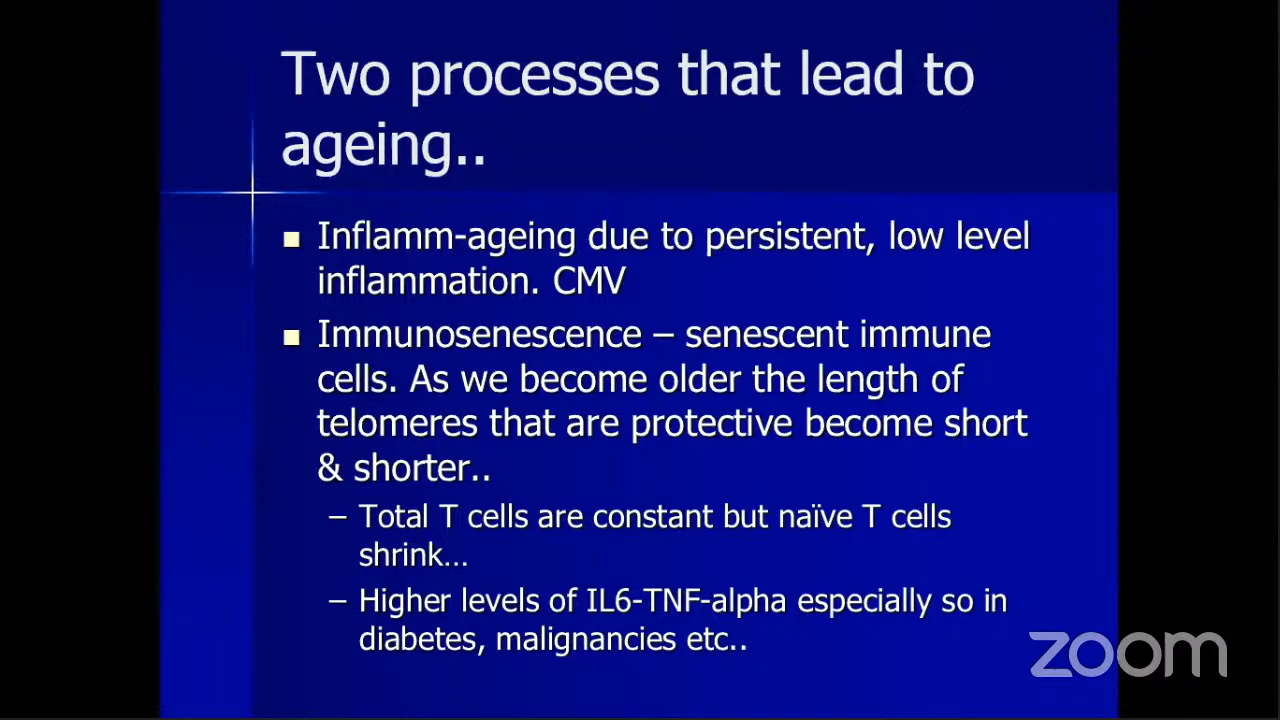 Two processes that lead to
ageing..
Inflamm-ageing due to persistent, low level
inflammation. CMV
Immunosenescence – senescent immune
cells. As we become older the length of
telomeres that are protective become short
& shorter..
– Total T cells are constant but naïve T cells
shrink...
– Higher levels of IL6-TNF-alpha especially so in
diabetes, malignancies etc..
zoom